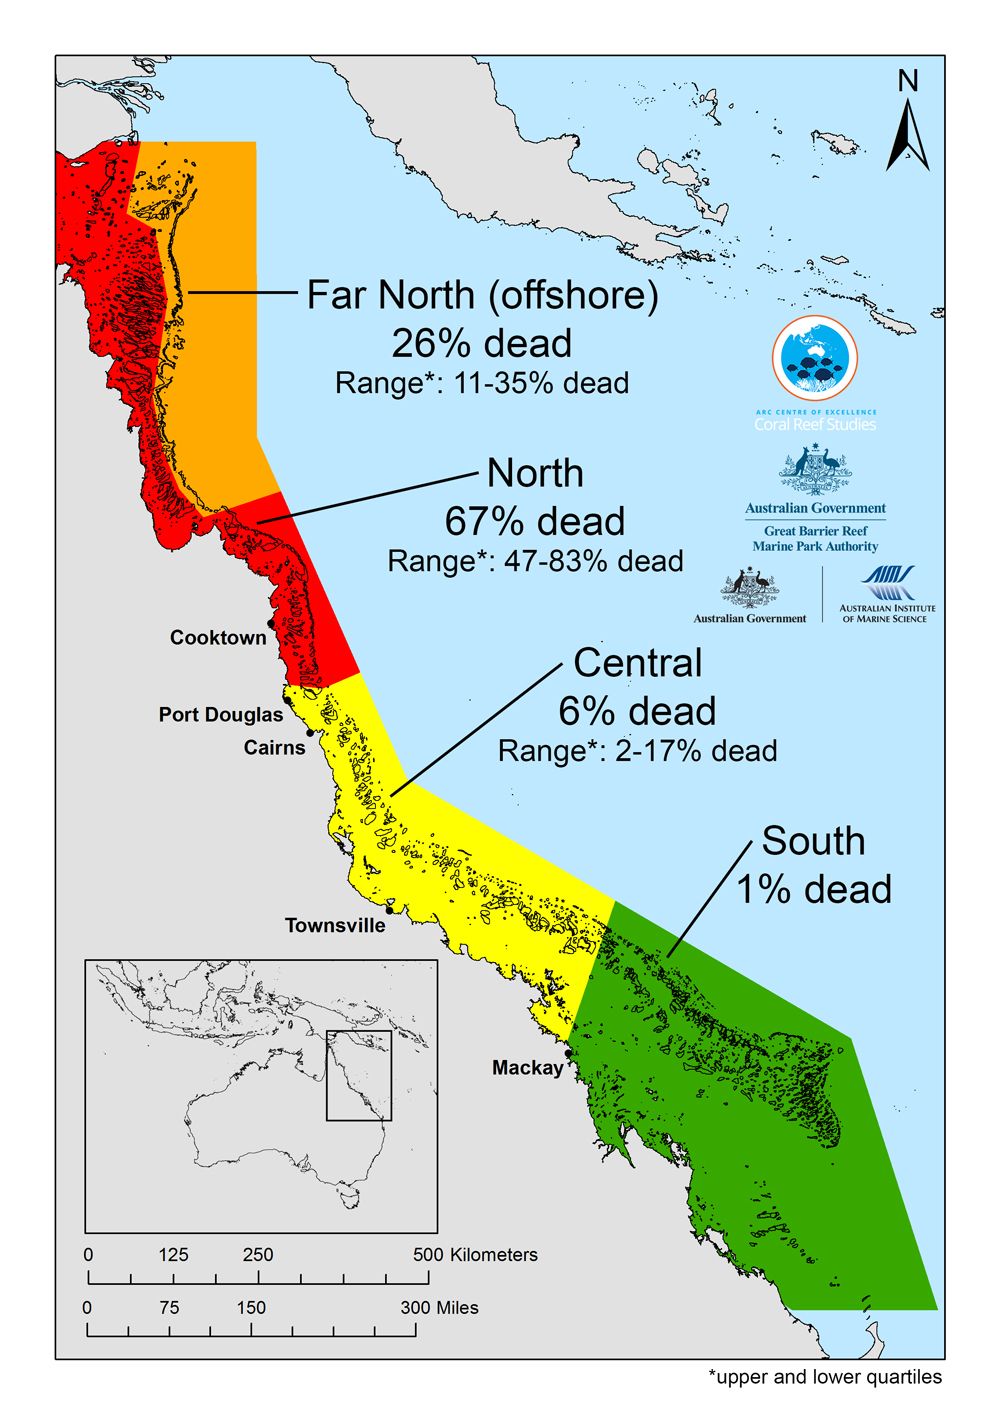 N
Far North (offshore)
26% dead
Range*: 11-35% dead
ARC CENTRE OF EXCELLENCE
Coral Reef Studies
North
67% dead
Range*: 47-83% dead
Australian Government
Great Barrier Reef
Marine Park Authority
Australian Government
AIMS
AUSTRALIAN INSTITUTE
OF MARINE SCIENCE
Cooktown
Central
6% dead
Range*: 2-17% dead
Port Douglas
Cairns
South
1% dead
Townsville
Mackay
0 125 250 500 Kilometers
0 75 150 300 Miles
*upper and lower quartiles